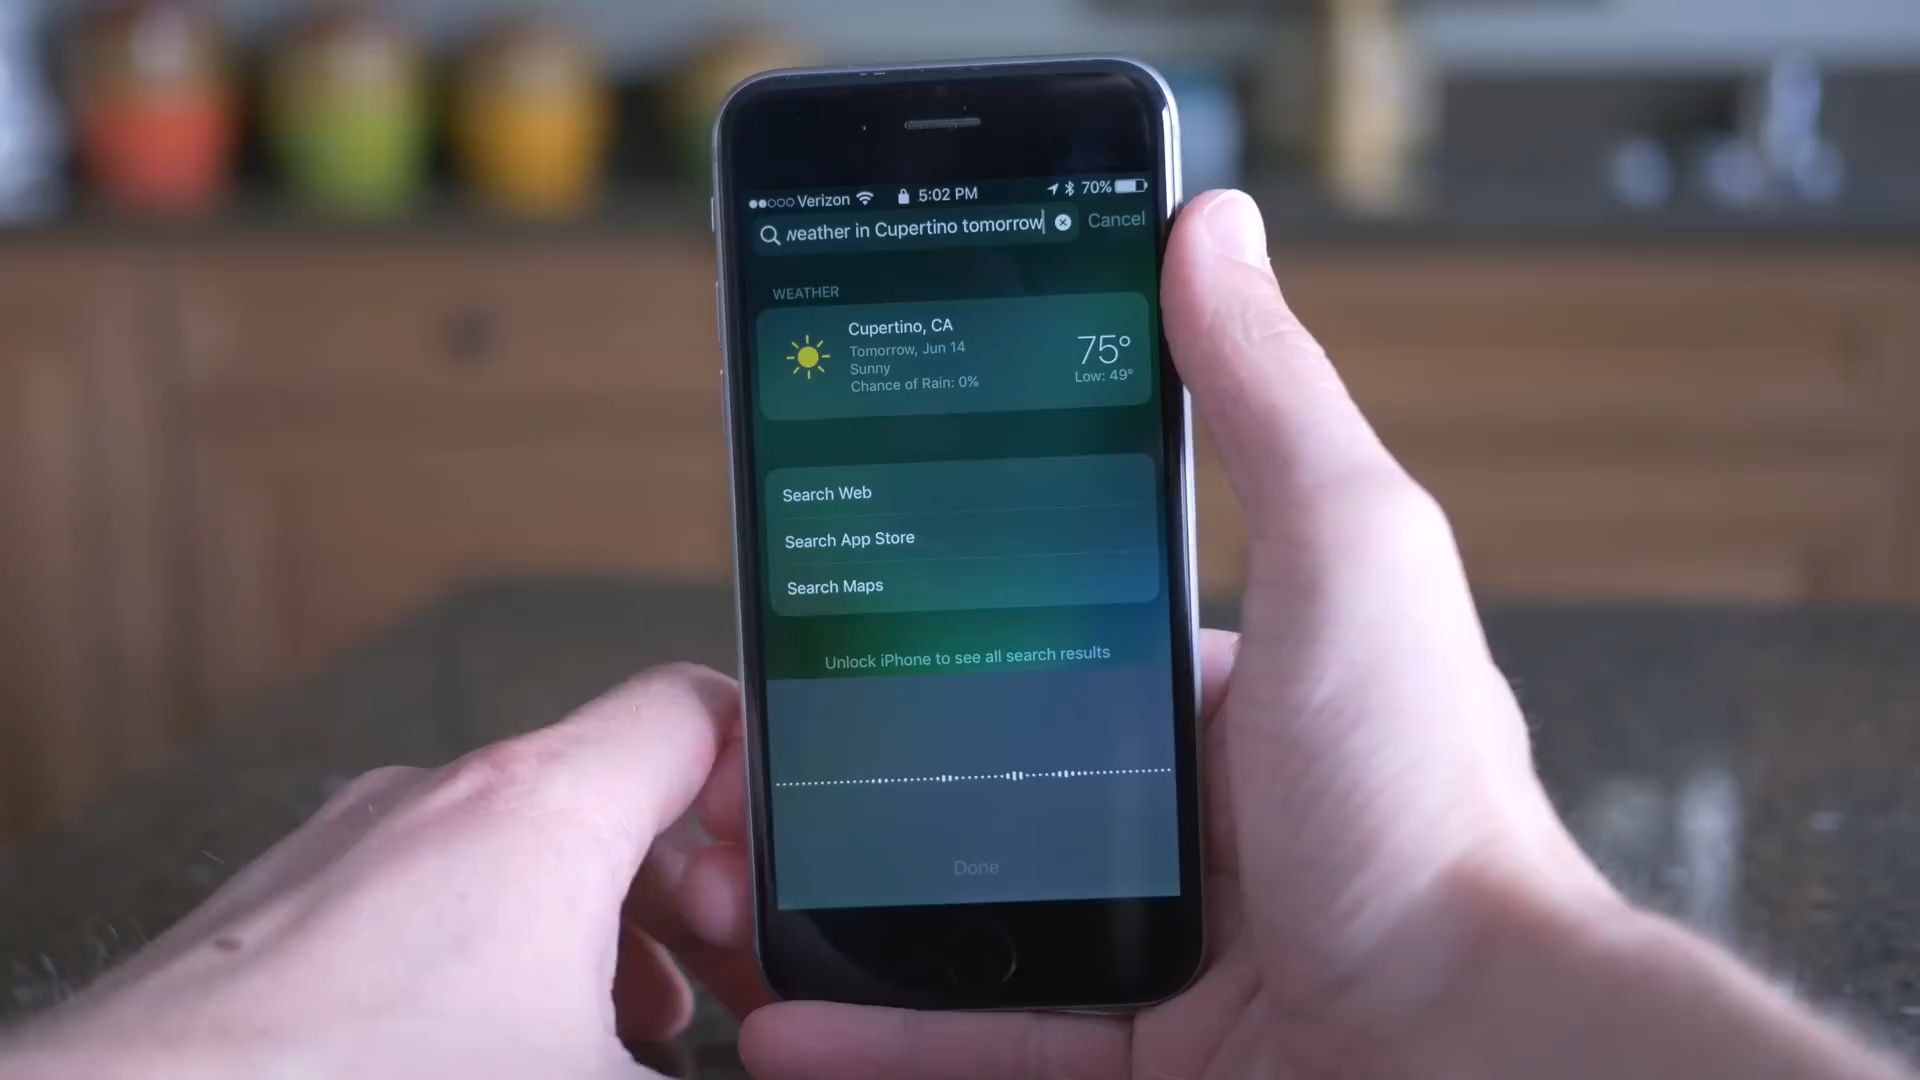 Verizon 5:02 PM 70%
weather in Cupertino tomorrow Cancel
WEATHER
Cupertino, CA
Tomorrow, Jun 14
Sunny
Chance of Rain: 0%
75°
Low: 49°
Search Web
Search App Store
Search Maps
Unlock iPhone to see all search results
Done